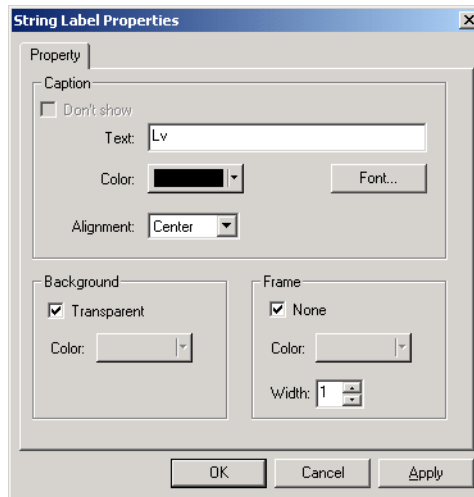 String Label Properties
Property
Caption
Don't show
Text: Lv
Color:
Font...
Alignment: Center
Background
Transparent
Color:
Frame
None
Color:
Width: 1
OK Cancel Apply